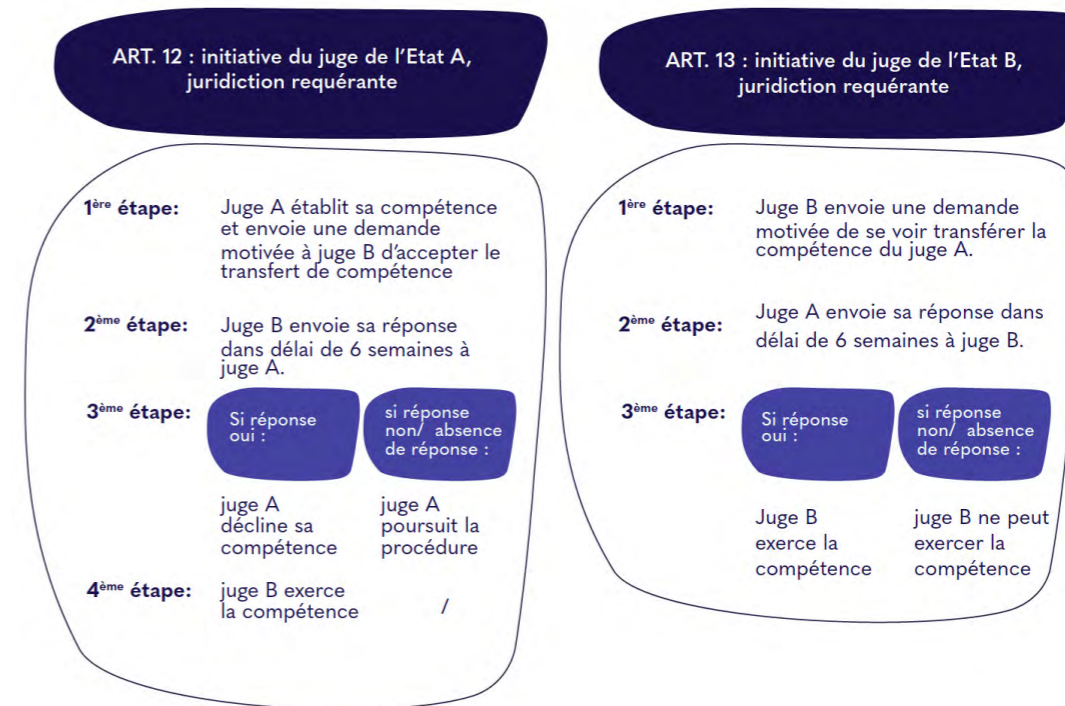 ART. 12 : initiative du juge de l’Etat A,
juridiction requérante
1ère étape:
Juge A établit sa compétence
et envoie une demande
motivée à juge B d’accepter le
transfert de compétence
2ème étape:
Juge B envoie sa réponse
dans délai de 6 semaines à
juge A.
3ème étape:
Si réponse
oui :
si réponse
non/ absence
de réponse :
juge A
décline sa
compétence
juge A
poursuit la
procédure
4ème étape:
juge B exerce
la compétence
/
ART. 13 : initiative du juge de l’Etat B,
juridiction requérante
1ère étape:
Juge B envoie une demande
motivée de se voir transférer la
compétence du juge A.
2ème étape:
Juge A envoie sa réponse dans
délai de 6 semaines à juge B.
3ème étape:
Si réponse
oui :
si réponse
non/ absence
de réponse :
Juge B
exerce la
compétence
juge B ne peut
exercer la
compétence